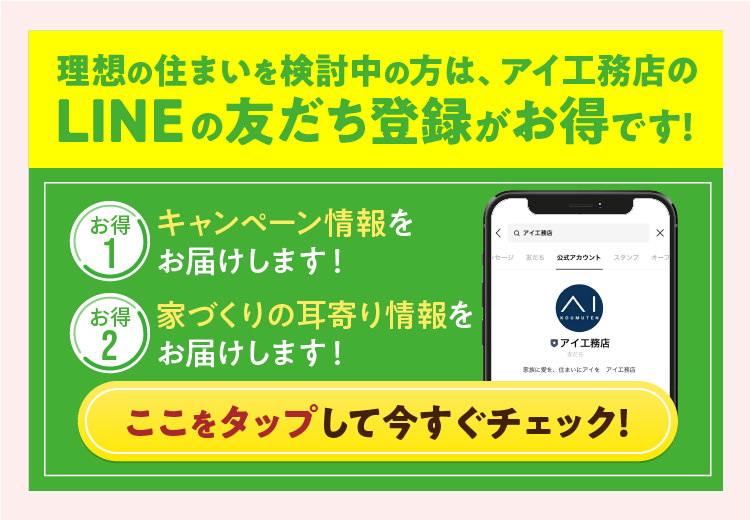 理想の住まいを検討中の方は、アイ工務店の
LINEの友だち登録がお得です!
お得
1
キャンペーン情報を
お届けします！
お得
2
家づくりの耳寄り情報を
お届けします！
アイ工務店
ッセージ 友だち 公式アカウント スタンプ オープ
AI
KOUMUTEN
アイ工務店
友だち
家族に愛を、住まいにアイを アイ工務店
ここをタップして今すぐチェック!